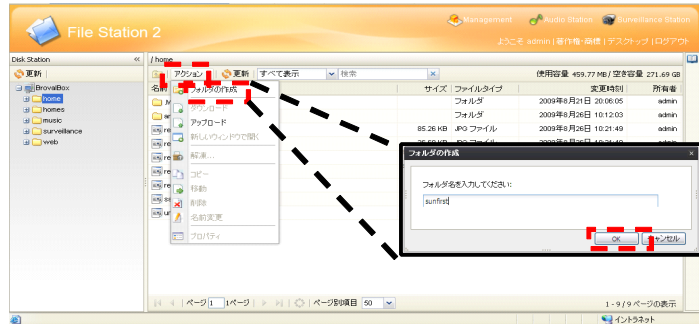 File Station 2
Management Audio Station Surveillance Station
ようこそ admin | 著作権·商標 | デスクトップ | ログアウト
Disk Station
/ home
更新
アクション 更新 すべて表示 検索 使用容量 459.77 MB / 空き容量 271.69 GB
BrovalBox
home
homes
music
surveillance
web
名前 サイズ ファイルタイプ 変更時刻 所有者
フォルダの作成
ダウンロード
アップロード
新しいウィンドウで開く
解凍...
コピー
移動
削除
名前変更
プロパティ
フォルダ 2009年8月21日 20:06:05 admin
フォルダ 2009年8月26日 10:12:03 admin
85.26 KB JPG ファイル 2009年8月26日 10:21:49 admin
フォルダの作成
フォルダ名を入力してください:
sunfirst
OK キャンセル
ページ 1 1ページ ページ別項目 50 1 - 9 / 9 ページの表示
イントラネット